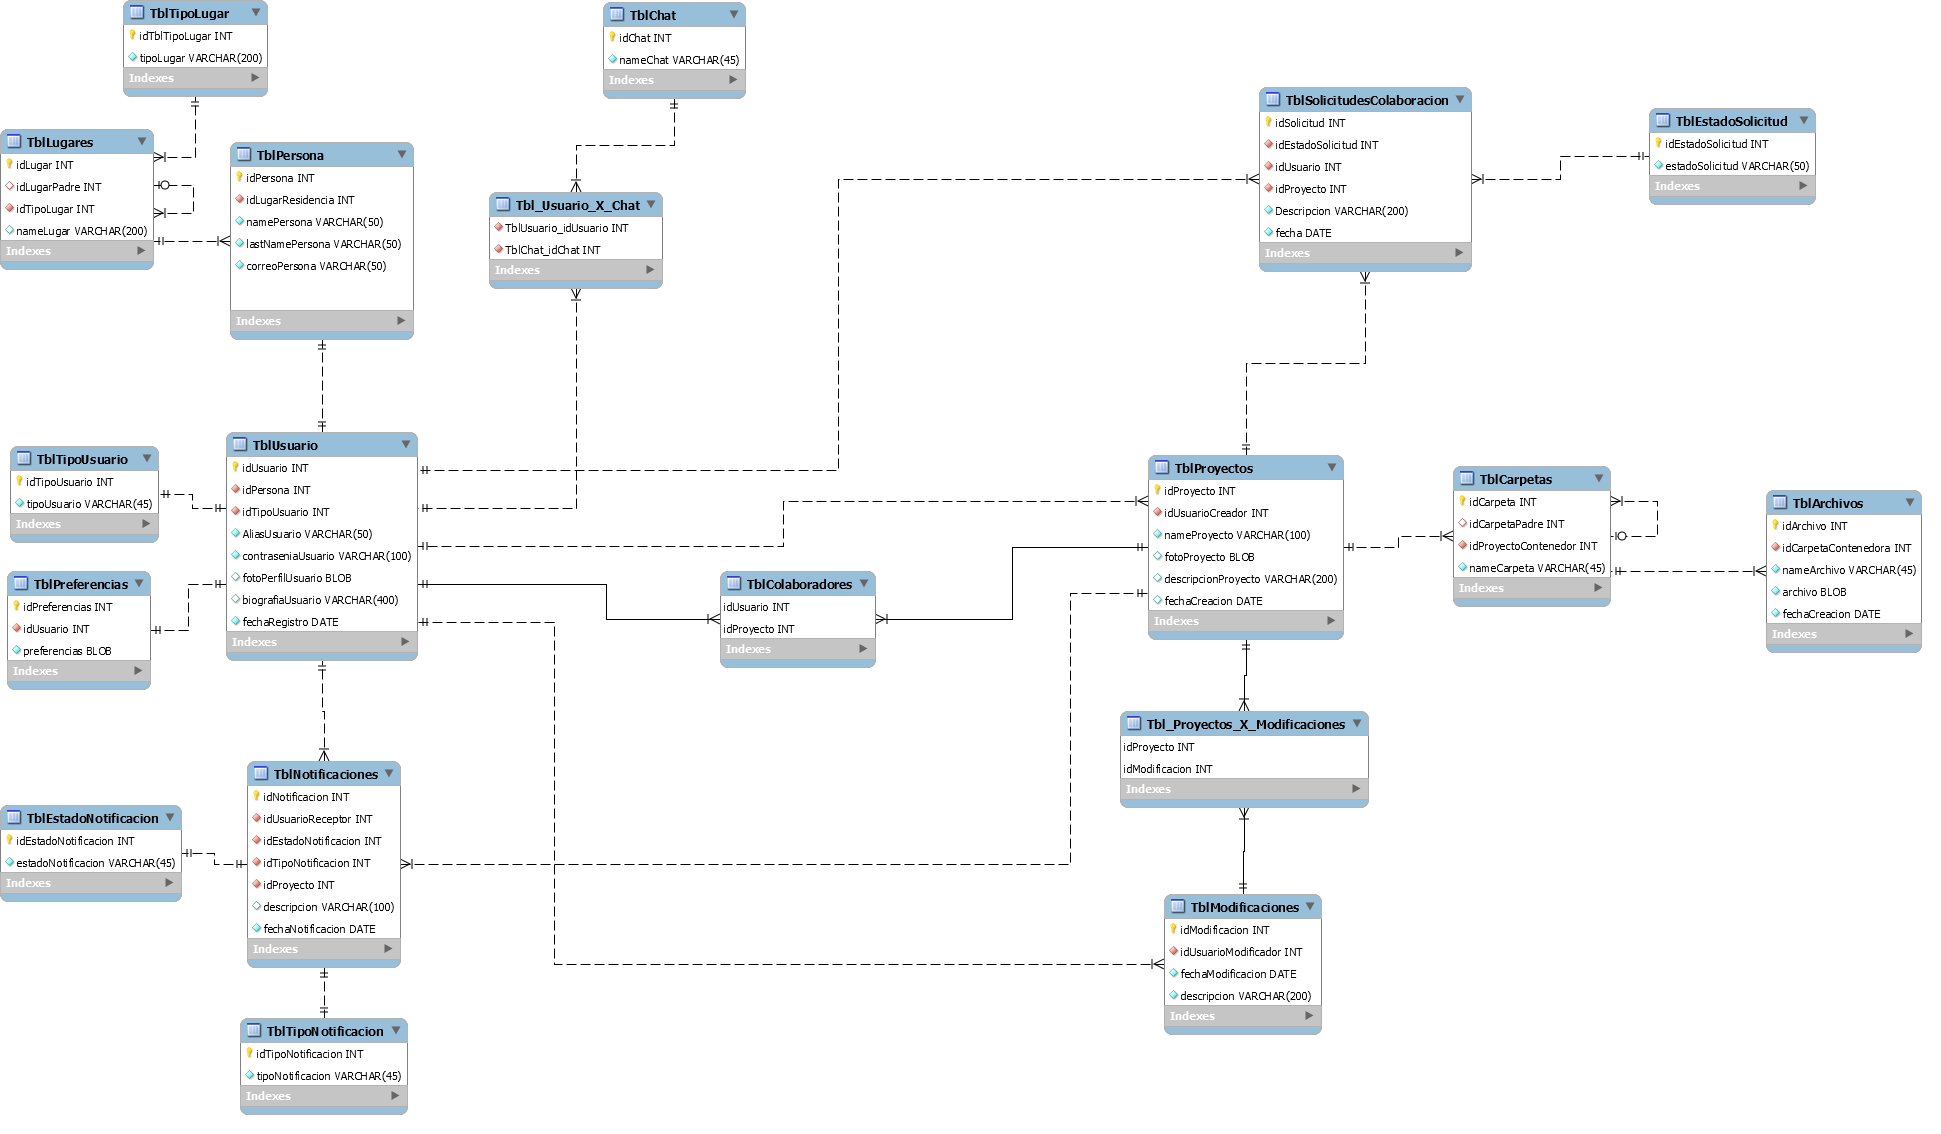 TblTipoLugar
idTblTipoLugar INT
tipoLugar VARCHAR(200)
Indexes
TblChat
idChat INT
nameChat VARCHAR(45)
Indexes
TblLugares
idLugar INT
idLugarPadre INT
idTipoLugar INT
nameLugar VARCHAR(200)
Indexes
TblPersona
idPersona INT
idLugarResidencia INT
namePersona VARCHAR(50)
lastNamePersona VARCHAR(50)
correoPersona VARCHAR(50)
Indexes
Tbl_Usuario_X_Chat
TblUsuario_idUsuario INT
TblChat_idChat INT
Indexes
TblSolicitudesColaboracion
idSolicitud INT
idEstadoSolicitud INT
idUsuario INT
idProyecto INT
Descripcion VARCHAR(200)
fecha DATE
Indexes
TblEstadoSolicitud
idEstadoSolicitud INT
estadoSolicitud VARCHAR(50)
Indexes
TblTipoUsuario
idTipoUsuario INT
tipoUsuario VARCHAR(45)
Indexes
TblUsuario
idUsuario INT
idPersona INT
idTipoUsuario INT
AliasUsuario VARCHAR(50)
contraseniaUsuario VARCHAR(100)
fotoPerfilUsuario BLOB
biografiaUsuario VARCHAR(400)
fechaRegistro DATE
Indexes
TblPreferencias
idPreferencias INT
idUsuario INT
preferencias BLOB
Indexes
TblColaboradores
idUsuario INT
idProyecto INT
Indexes
TblProyectos
idProyecto INT
idUsuarioCreador INT
nameProyecto VARCHAR(100)
fotoProyecto BLOB
descripcionProyecto VARCHAR(200)
fechaCreacion DATE
Indexes
TblCarpetas
idCarpeta INT
idCarpetaPadre INT
idProyectoContenedor INT
nameCarpeta VARCHAR(45)
Indexes
TblArchivos
idArchivo INT
idCarpetaContenedora INT
nameArchivo VARCHAR(45)
archivo BLOB
fechaCreacion DATE
Indexes
Tbl_Proyectos_X_Modificaciones
idProyecto INT
idModificacion INT
Indexes
TblNotificaciones
idNotificacion INT
idUsuarioReceptor INT
idEstadoNotificacion INT
idTipoNotificacion INT
idProyecto INT
descripcion VARCHAR(100)
fechaNotificacion DATE
Indexes
TblEstadoNotificacion
idEstadoNotificacion INT
estadoNotificacion VARCHAR(45)
Indexes
TblModificaciones
idModificacion INT
idUsuarioModificador INT
fechaModificacion DATE
descripcion VARCHAR(200)
Indexes
TblTipoNotificacion
idTipoNotificacion INT
tipoNotificacion VARCHAR(45)
Indexes